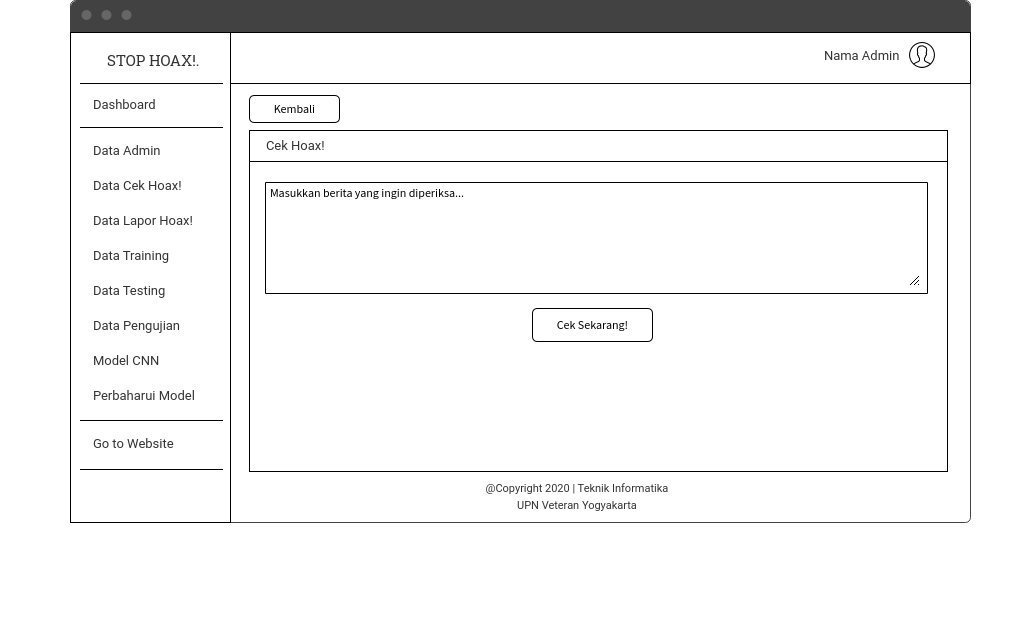 STOP HOAX!.
Nama Admin
Dashboard
Data Admin
Data Cek Hoax!
Data Lapor Hoax!
Data Training
Data Testing
Data Pengujian
Model CNN
Perbaharui Model
Go to Website
Kembali
Cek Hoax!
Masukkan berita yang ingin diperiksa...
Cek Sekarang!
@Copyright 2020 | Teknik Informatika
UPN Veteran Yogyakarta